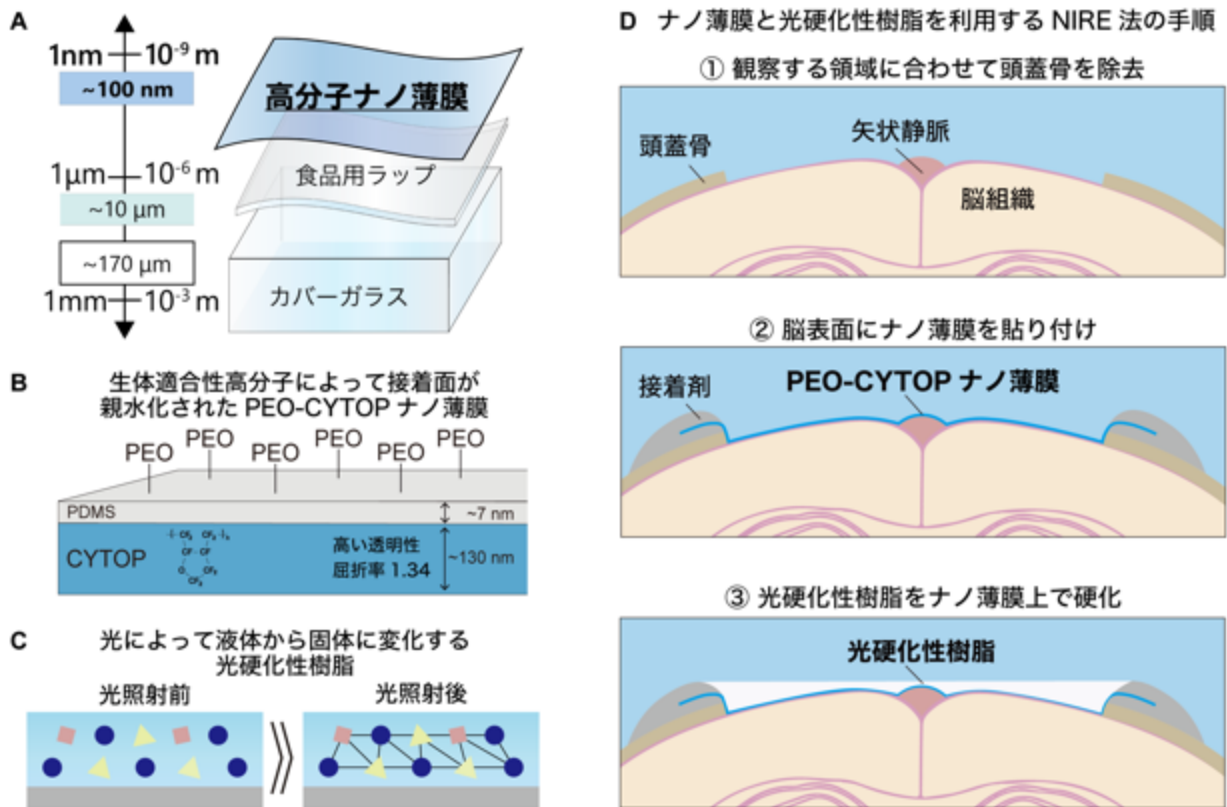 A
1nm 10⁻⁹ m
~100 nm
1μm 10⁻⁶ m
~10 μm
~170 μm
1mm 10⁻³ m
高分子ナノ薄膜
食品用ラップ
カバーガラス
B
生体適合性高分子によって接着面が
親水化された PEO-CYTOP ナノ薄膜
PEO PEO PEO PEO PEO PEO
PDMS
~7 nm
CYTOP
高い透明性
屈折率 1.34
~130 nm
C
光によって液体から固体に変化する
光硬化性樹脂
光照射前
光照射後
D ナノ薄膜と光硬化性樹脂を利用する NIRE 法の手順
① 観察する領域に合わせて頭蓋骨を除去
頭蓋骨
矢状静脈
脳組織
② 脳表面にナノ薄膜を貼り付け
接着剤
PEO-CYTOP ナノ薄膜
③ 光硬化性樹脂をナノ薄膜上で硬化
光硬化性樹脂